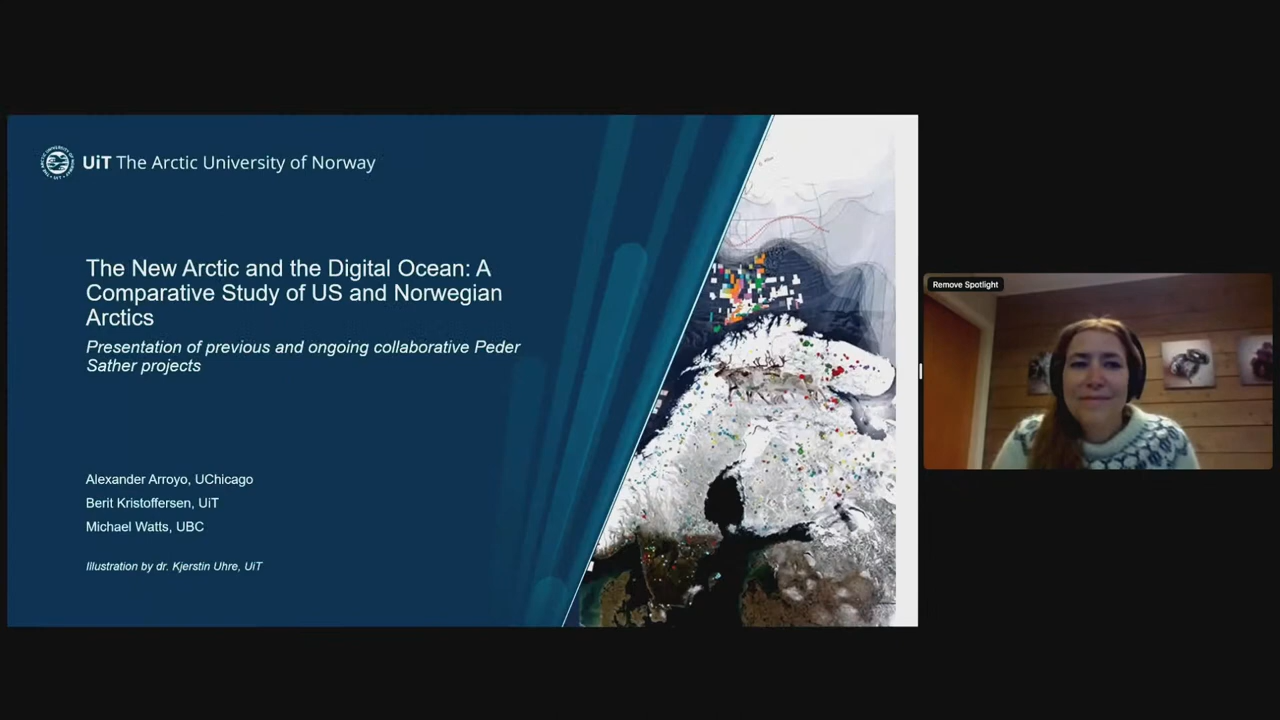 UiT The Arctic University of Norway
The New Arctic and the Digital Ocean: A
Comparative Study of US and Norwegian
Arctics
Presentation of previous and ongoing collaborative Peder
Sather projects
Alexander Arroyo, UChicago
Berit Kristoffersen, UiT
Michael Watts, UBC
Illustration by dr. Kjerstin Uhre, UiT
Remove Spotlight